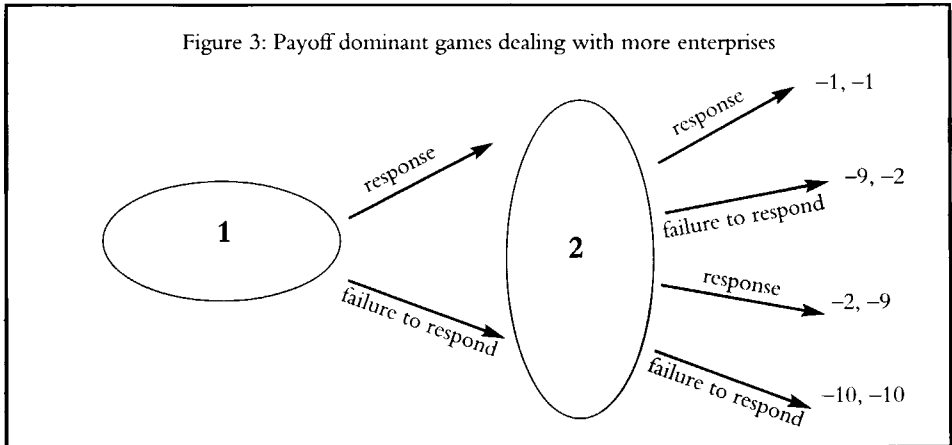 Figure 3: Payoff dominant games dealing with more enterprises
response
−1, −1
response
−9, −2
failure to respond
1
2
response
−2, −9
failure to respond
failure to respond
−10, −10